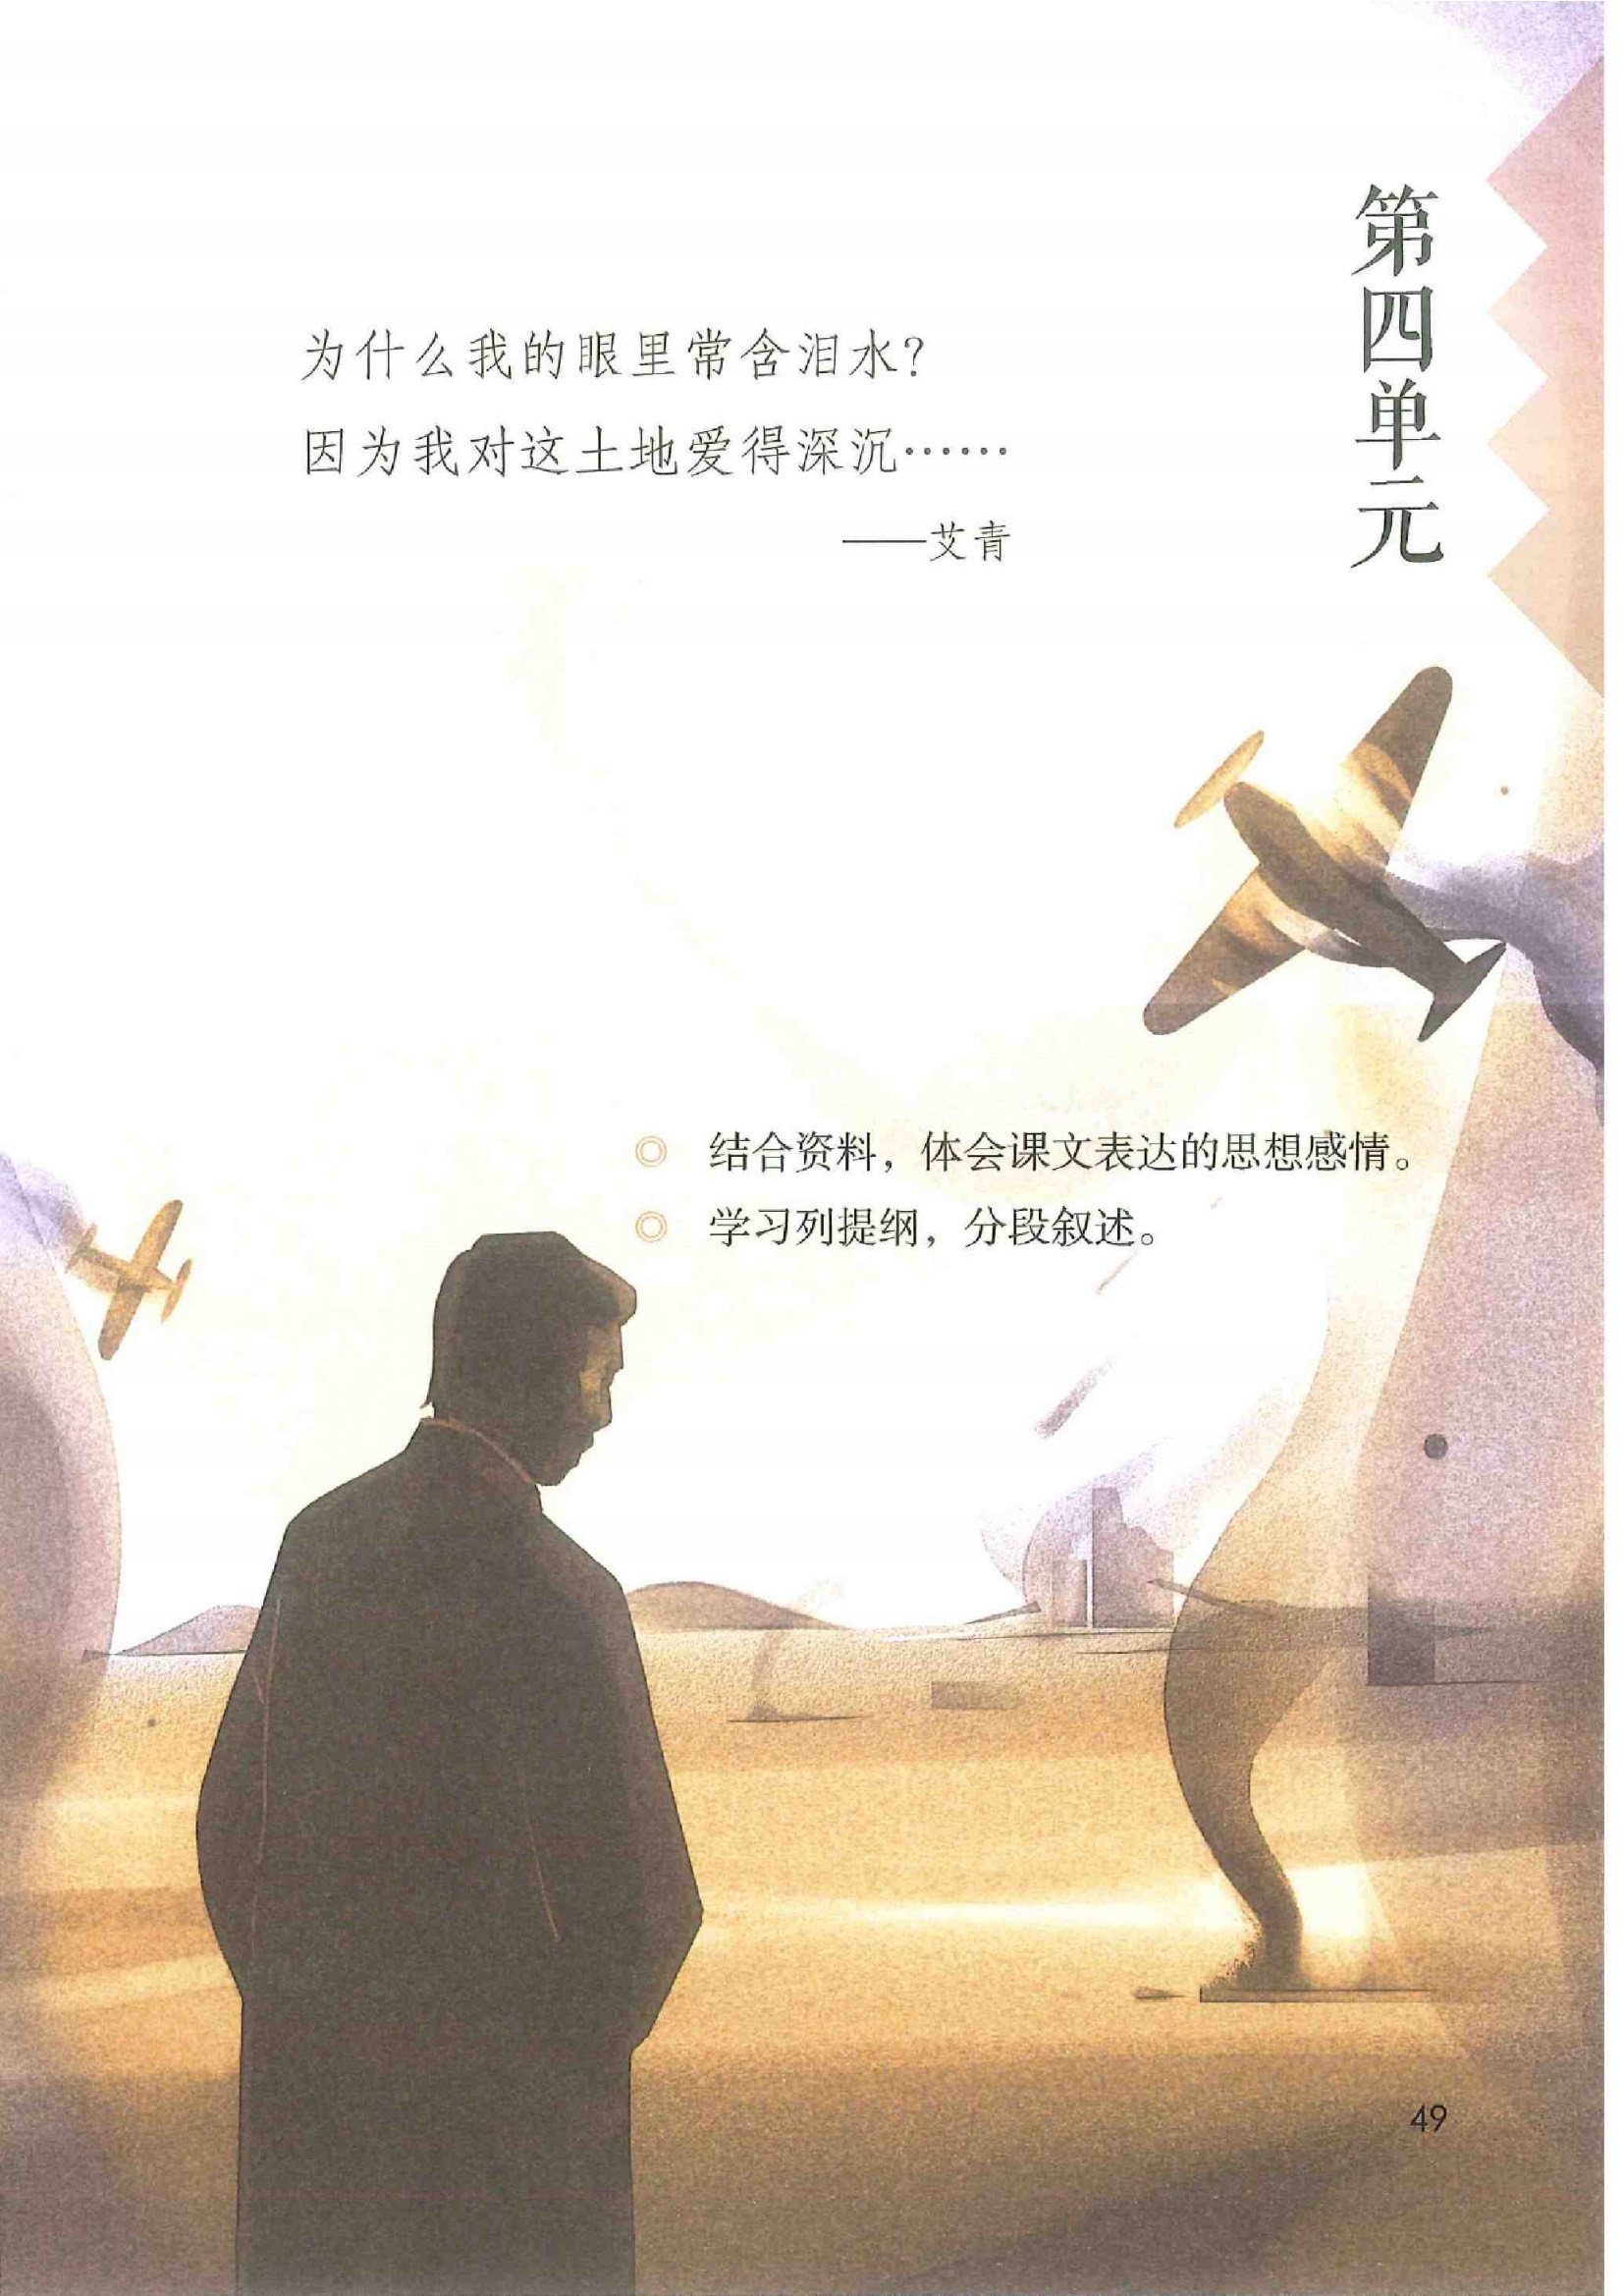 第四单元
为什么我的眼里常含泪水?
因为我对这土地爱得深沉……
——艾青
◎ 结合资料，体会课文表达的思想感情。
◎ 学习列提纲，分段叙述。
49